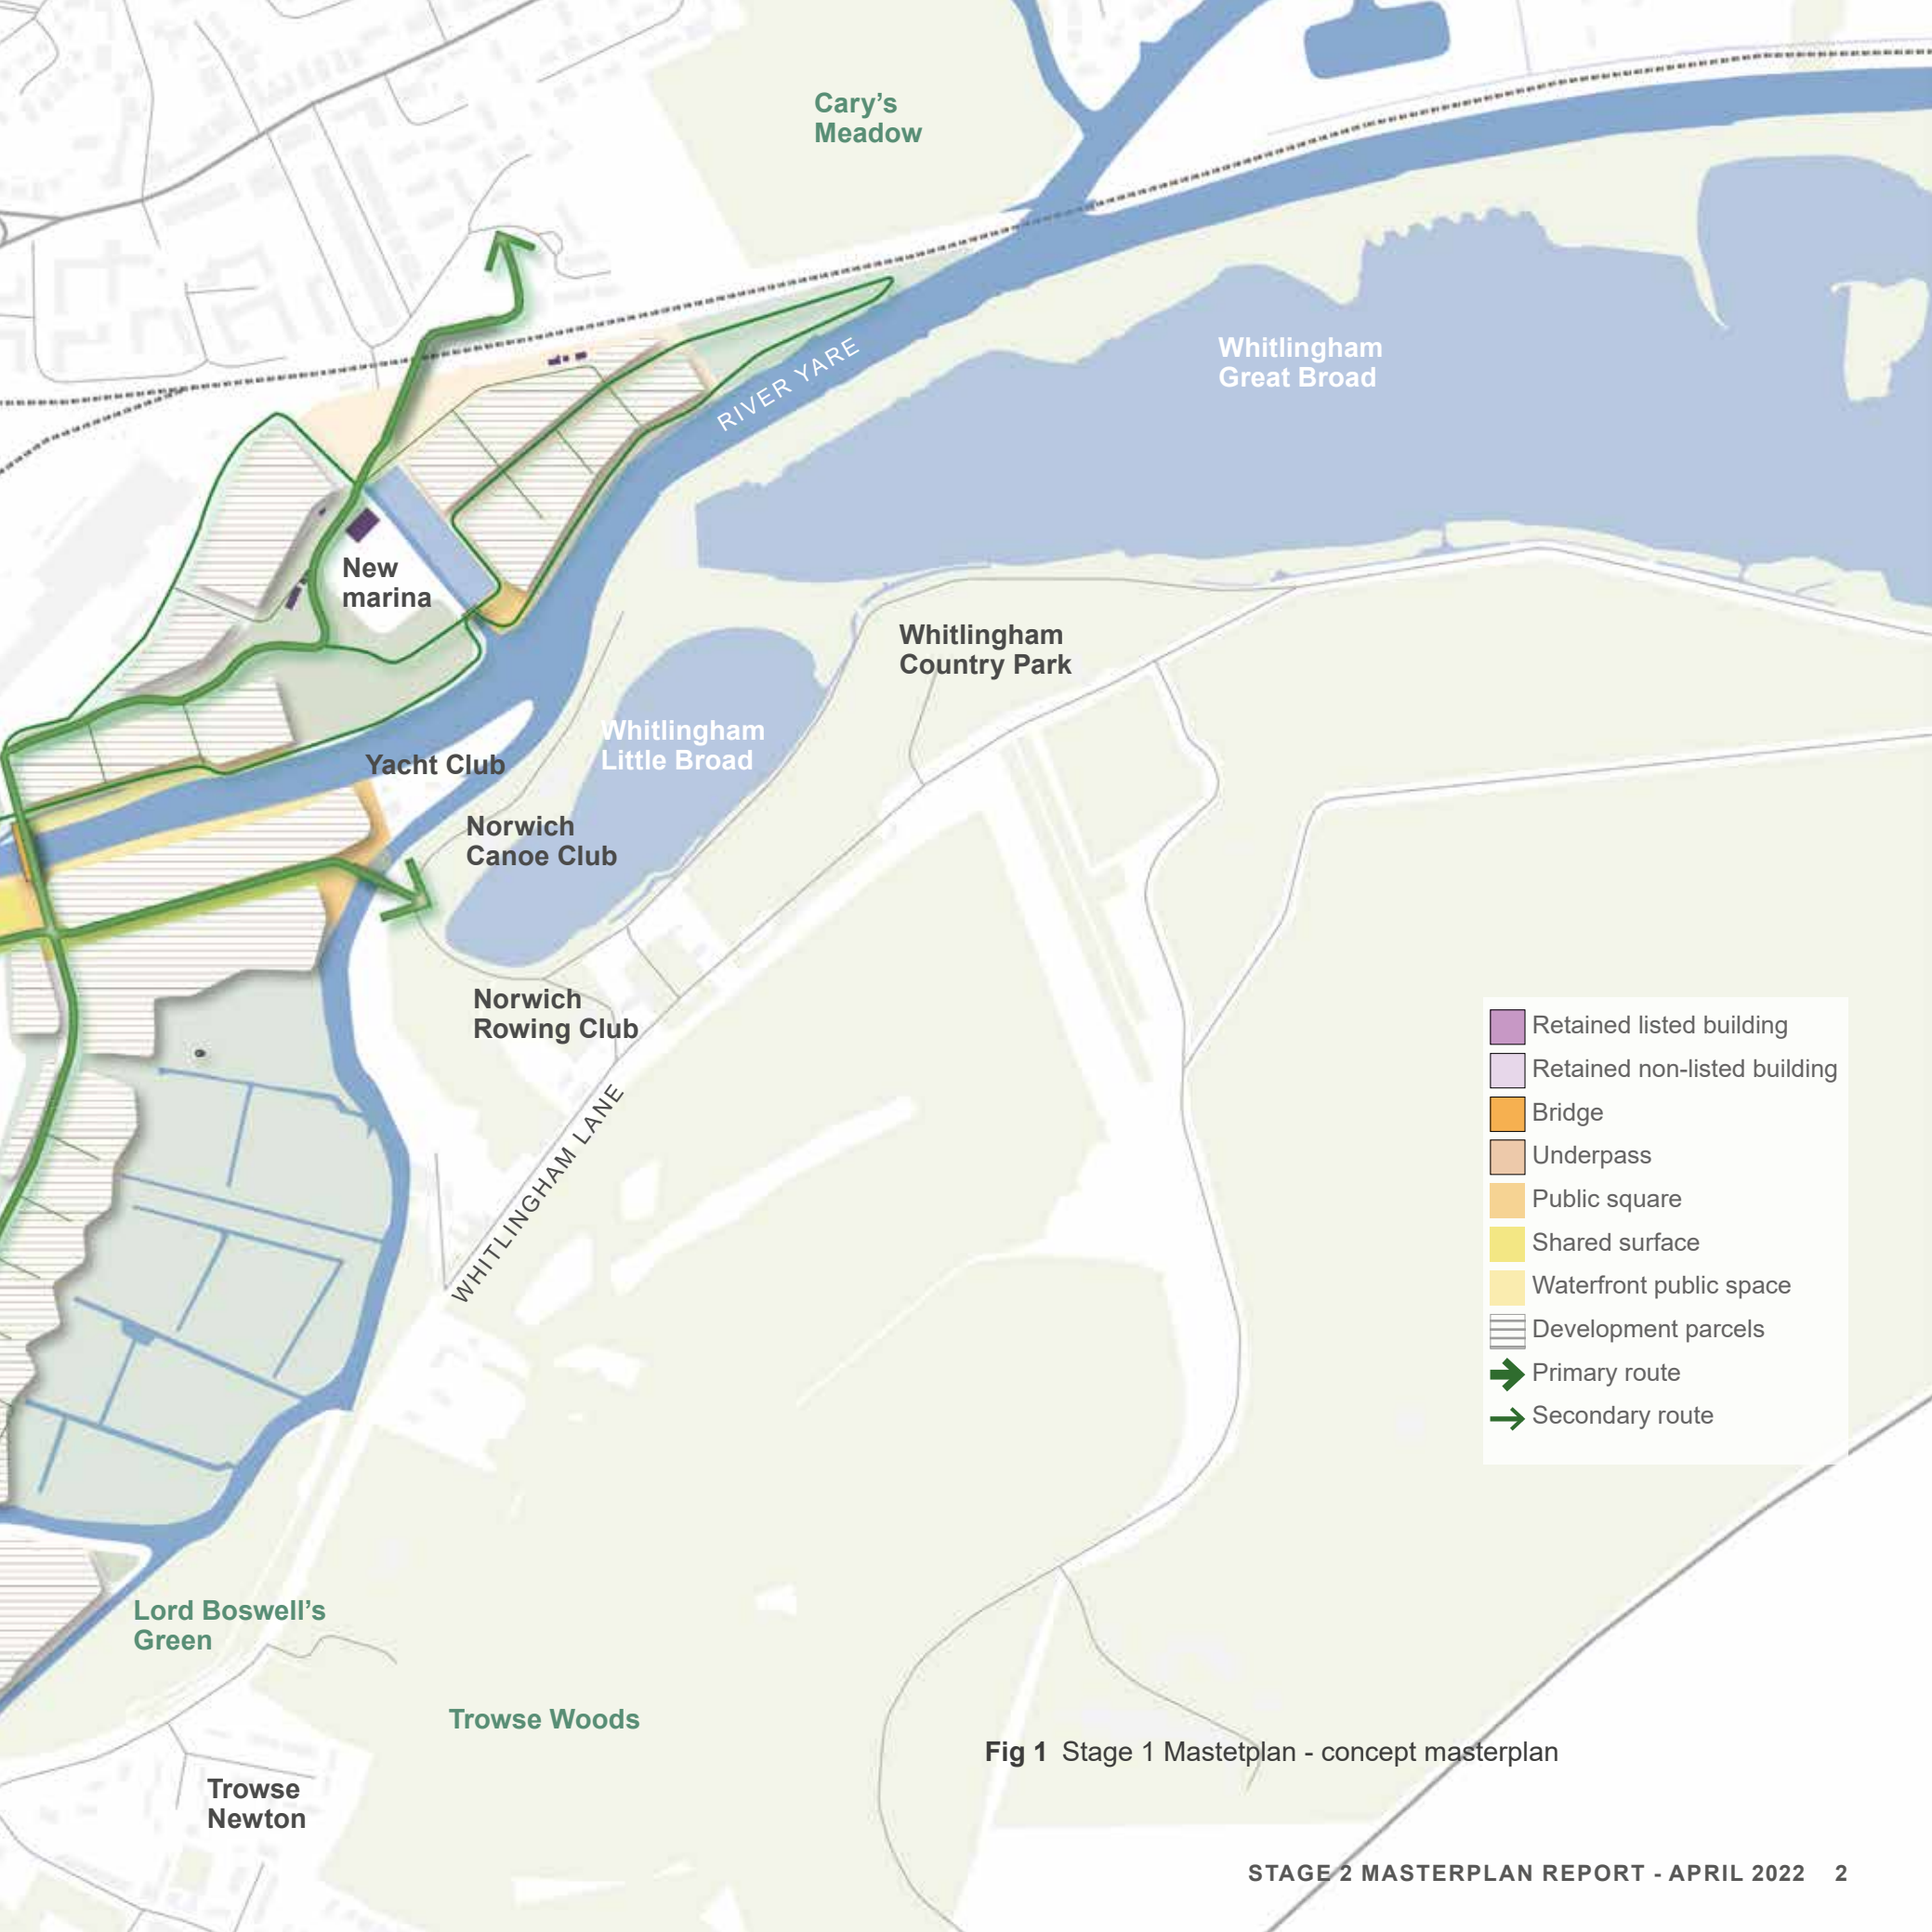 Cary’s
Meadow
RIVER YARE
Whitlingham
Great Broad
New
marina
Whitlingham
Country Park
Whitlingham
Little Broad
Yacht Club
Norwich
Canoe Club
Norwich
Rowing Club
WHITLINGHAM LANE
Retained listed building
Retained non-listed building
Bridge
Underpass
Public square
Shared surface
Waterfront public space
Development parcels
Primary route
Secondary route
Lord Boswell’s
Green
Trowse Woods
Trowse
Newton
Fig 1 Stage 1 Mastetplan - concept masterplan
STAGE 2 MASTERPLAN REPORT - APRIL 2022 2